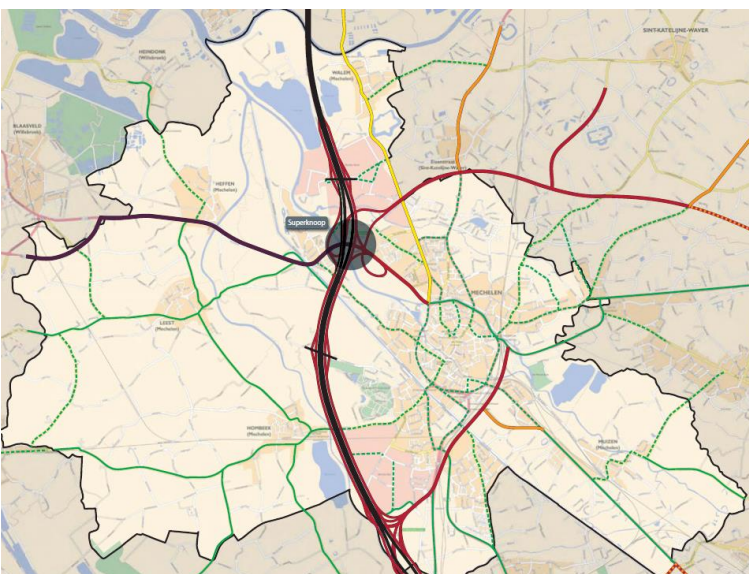 SINT-KATELIJNE-WAVER
HEINDONK
(Willebroek)
WALEM
(Mechelen)
BLAASVELD
(Willebroek)
HEFFEN
(Mechelen)
(Sint-Katelijne-Waver)
Superknoop
MECHELEN
LEEST
(Mechelen)
HOMBEEK
(Mechelen)
MUIZEN
(Mechelen)